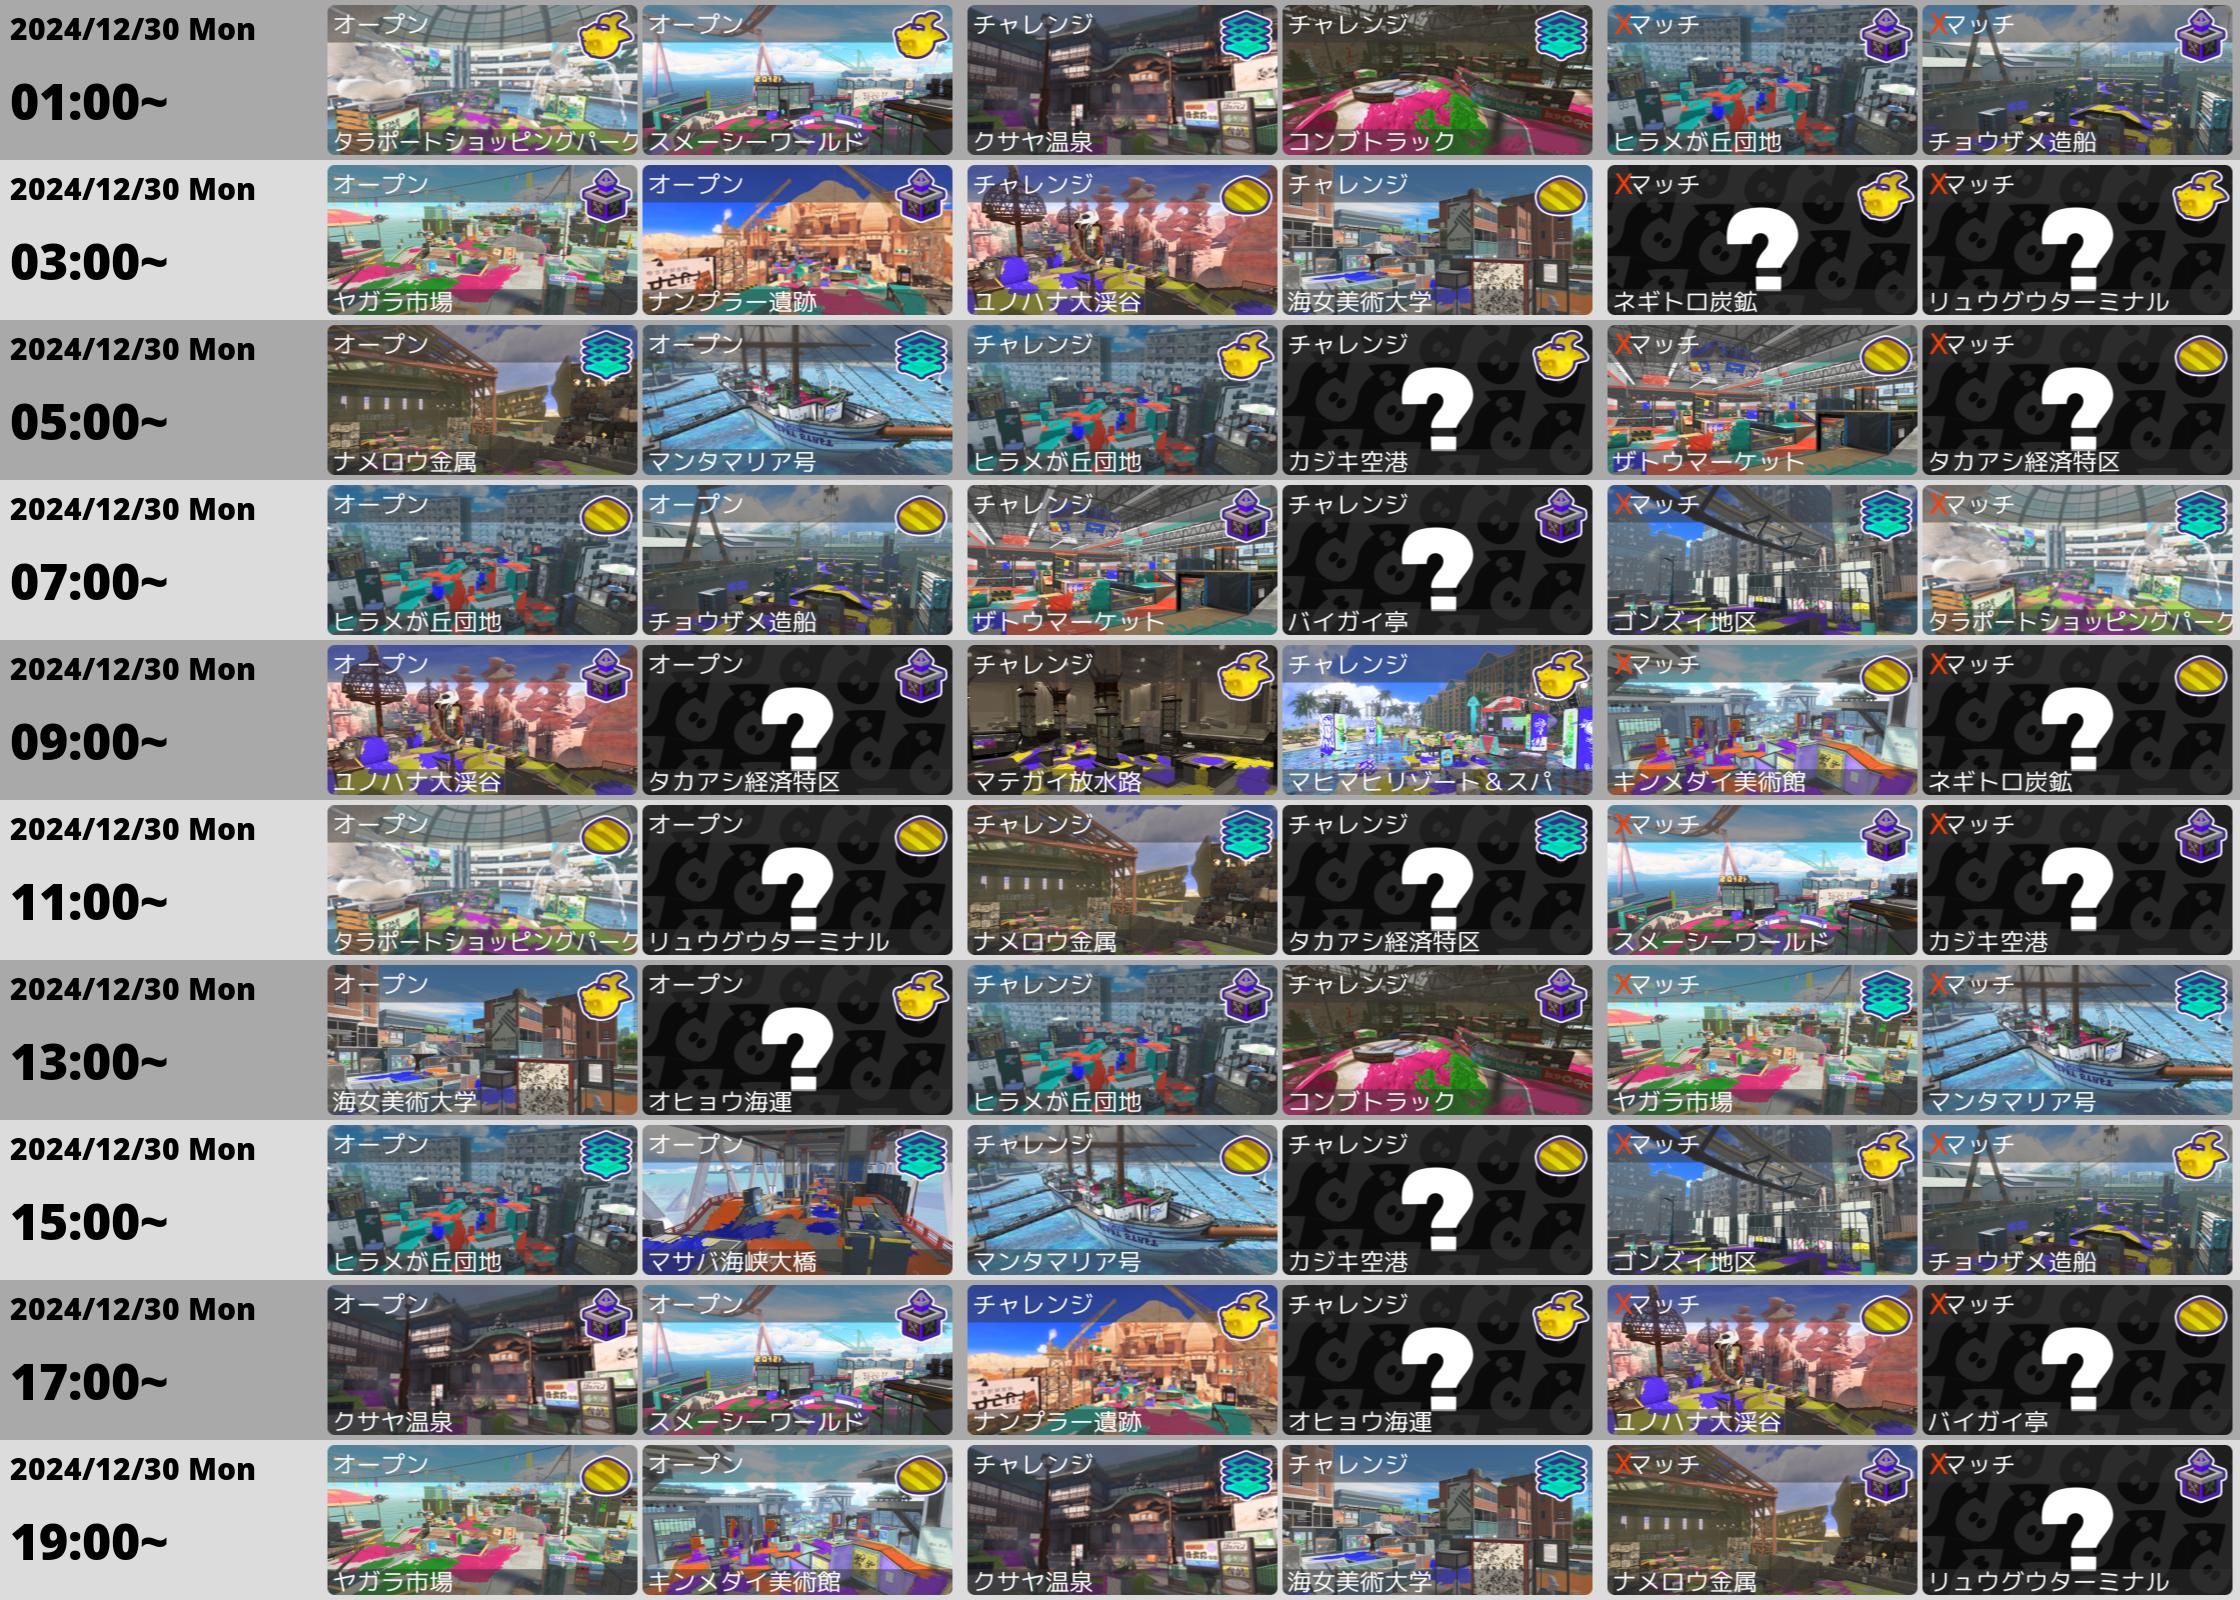 2024/12/30 Mon
01:00~
オープン
タラポートショッピングパーク
オープン
スメーシーワールド
チャレンジ
クサヤ温泉
チャレンジ
コンブトラック
Xマッチ
ヒラメが丘団地
Xマッチ
チョウザメ造船
2024/12/30 Mon
03:00~
オープン
ヤガラ市場
オープン
ナンプラー遺跡
チャレンジ
ユノハナ大渓谷
チャレンジ
海女美術大学
Xマッチ
ネギトロ炭鉱
Xマッチ
リュウグウターミナル
2024/12/30 Mon
05:00~
オープン
ナメロウ金属
オープン
マンタマリア号
チャレンジ
ヒラメが丘団地
チャレンジ
カジキ空港
Xマッチ
ザトウマーケット
Xマッチ
タカアシ経済特区
2024/12/30 Mon
07:00~
オープン
ヒラメが丘団地
オープン
チョウザメ造船
チャレンジ
ザトウマーケット
チャレンジ
バイガイ亭
Xマッチ
ゴンズイ地区
Xマッチ
タラポートショッピングパーク
2024/12/30 Mon
09:00~
オープン
ユノハナ大渓谷
オープン
タカアシ経済特区
チャレンジ
マテガイ放水路
チャレンジ
マヒマヒリゾート&スパ
Xマッチ
キンメダイ美術館
Xマッチ
ネギトロ炭鉱
2024/12/30 Mon
11:00~
オープン
タラポートショッピングパーク
オープン
リュウグウターミナル
チャレンジ
ナメロウ金属
チャレンジ
タカアシ経済特区
Xマッチ
スメーシーワールド
Xマッチ
カジキ空港
2024/12/30 Mon
13:00~
オープン
海女美術大学
オープン
オヒョウ海運
チャレンジ
ヒラメが丘団地
チャレンジ
コンブトラック
Xマッチ
ヤガラ市場
Xマッチ
マンタマリア号
2024/12/30 Mon
15:00~
オープン
ヒラメが丘団地
オープン
マサバ海峡大橋
チャレンジ
マンタマリア号
チャレンジ
カジキ空港
Xマッチ
ゴンズイ地区
Xマッチ
チョウザメ造船
2024/12/30 Mon
17:00~
オープン
クサヤ温泉
オープン
スメーシーワールド
チャレンジ
ナンプラー遺跡
チャレンジ
オヒョウ海運
Xマッチ
ユノハナ大渓谷
Xマッチ
バイガイ亭
2024/12/30 Mon
19:00~
オープン
ヤガラ市場
オープン
キンメダイ美術館
チャレンジ
クサヤ温泉
チャレンジ
海女美術大学
Xマッチ
ナメロウ金属
Xマッチ
リュウグウターミナル